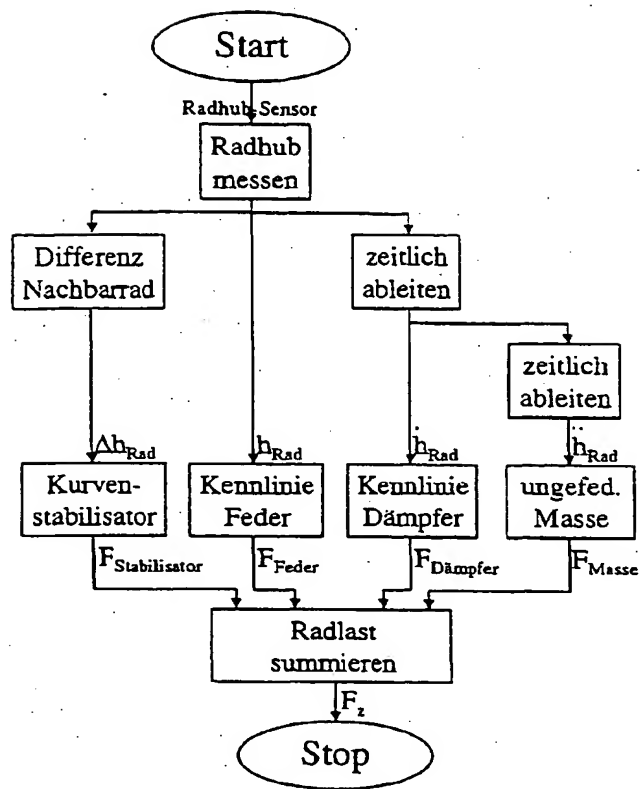 Start
Radhub-Sensor
Radhub
messen
Differenz
Nachbarrad
zeitlich
ableiten
zeitlich
ableiten
Δh_Rad
h_Rad
ḣ_Rad
ḧ_Rad
Kurven-
stabilisator
Kennlinie
Feder
Kennlinie
Dämpfer
ungefed.
Masse
F_Stabilisator
F_Feder
F_Dämpfer
F_Masse
Radlast
summieren
F_z
Stop